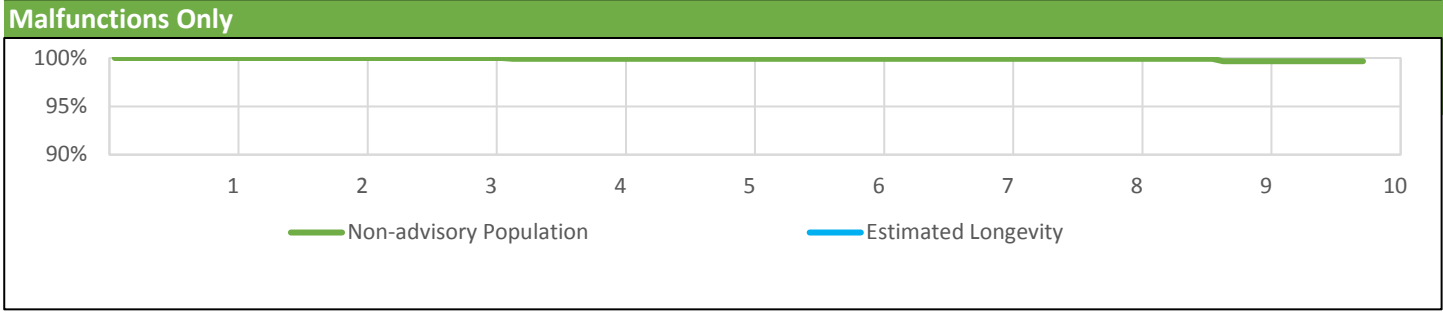 Malfunctions Only
100%
95%
90%
1 2 3 4 5 6 7 8 9 10
Non-advisory Population Estimated Longevity